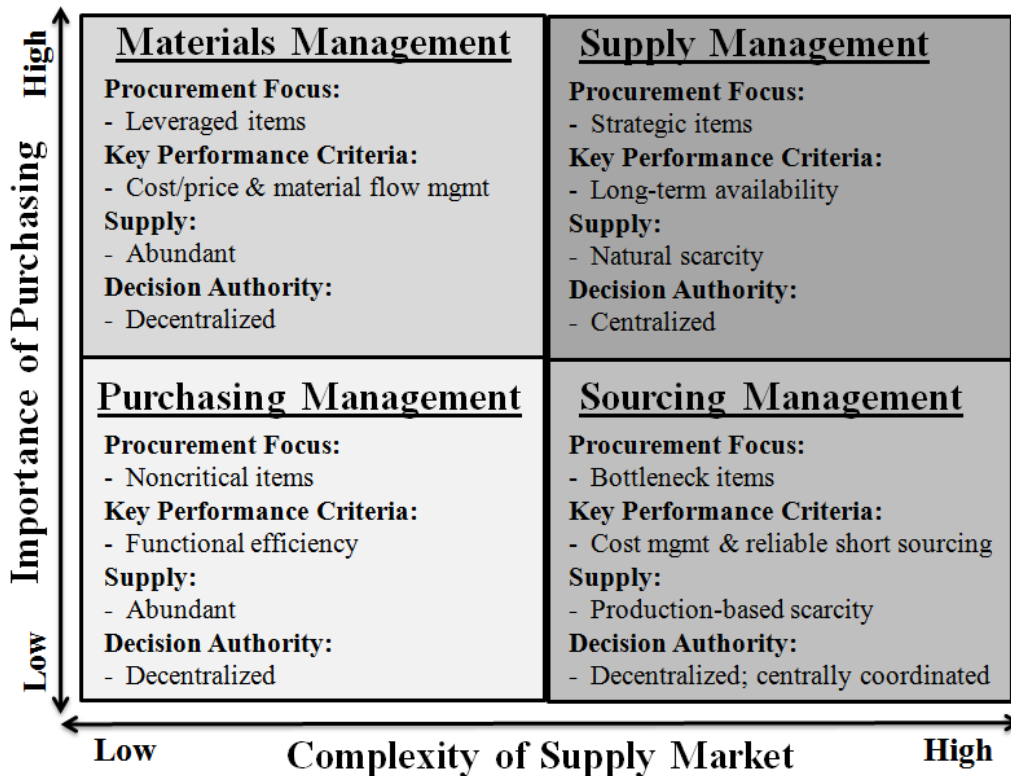 High
Importance of Purchasing
Low
Materials Management
Procurement Focus:
- Leveraged items
Key Performance Criteria:
- Cost/price & material flow mgmt
Supply:
- Abundant
Decision Authority:
- Decentralized
Supply Management
Procurement Focus:
- Strategic items
Key Performance Criteria:
- Long-term availability
Supply:
- Natural scarcity
Decision Authority:
- Centralized
Purchasing Management
Procurement Focus:
- Noncritical items
Key Performance Criteria:
- Functional efficiency
Supply:
- Abundant
Decision Authority:
- Decentralized
Sourcing Management
Procurement Focus:
- Bottleneck items
Key Performance Criteria:
- Cost mgmt & reliable short sourcing
Supply:
- Production-based scarcity
Decision Authority:
- Decentralized; centrally coordinated
Low
Complexity of Supply Market
High